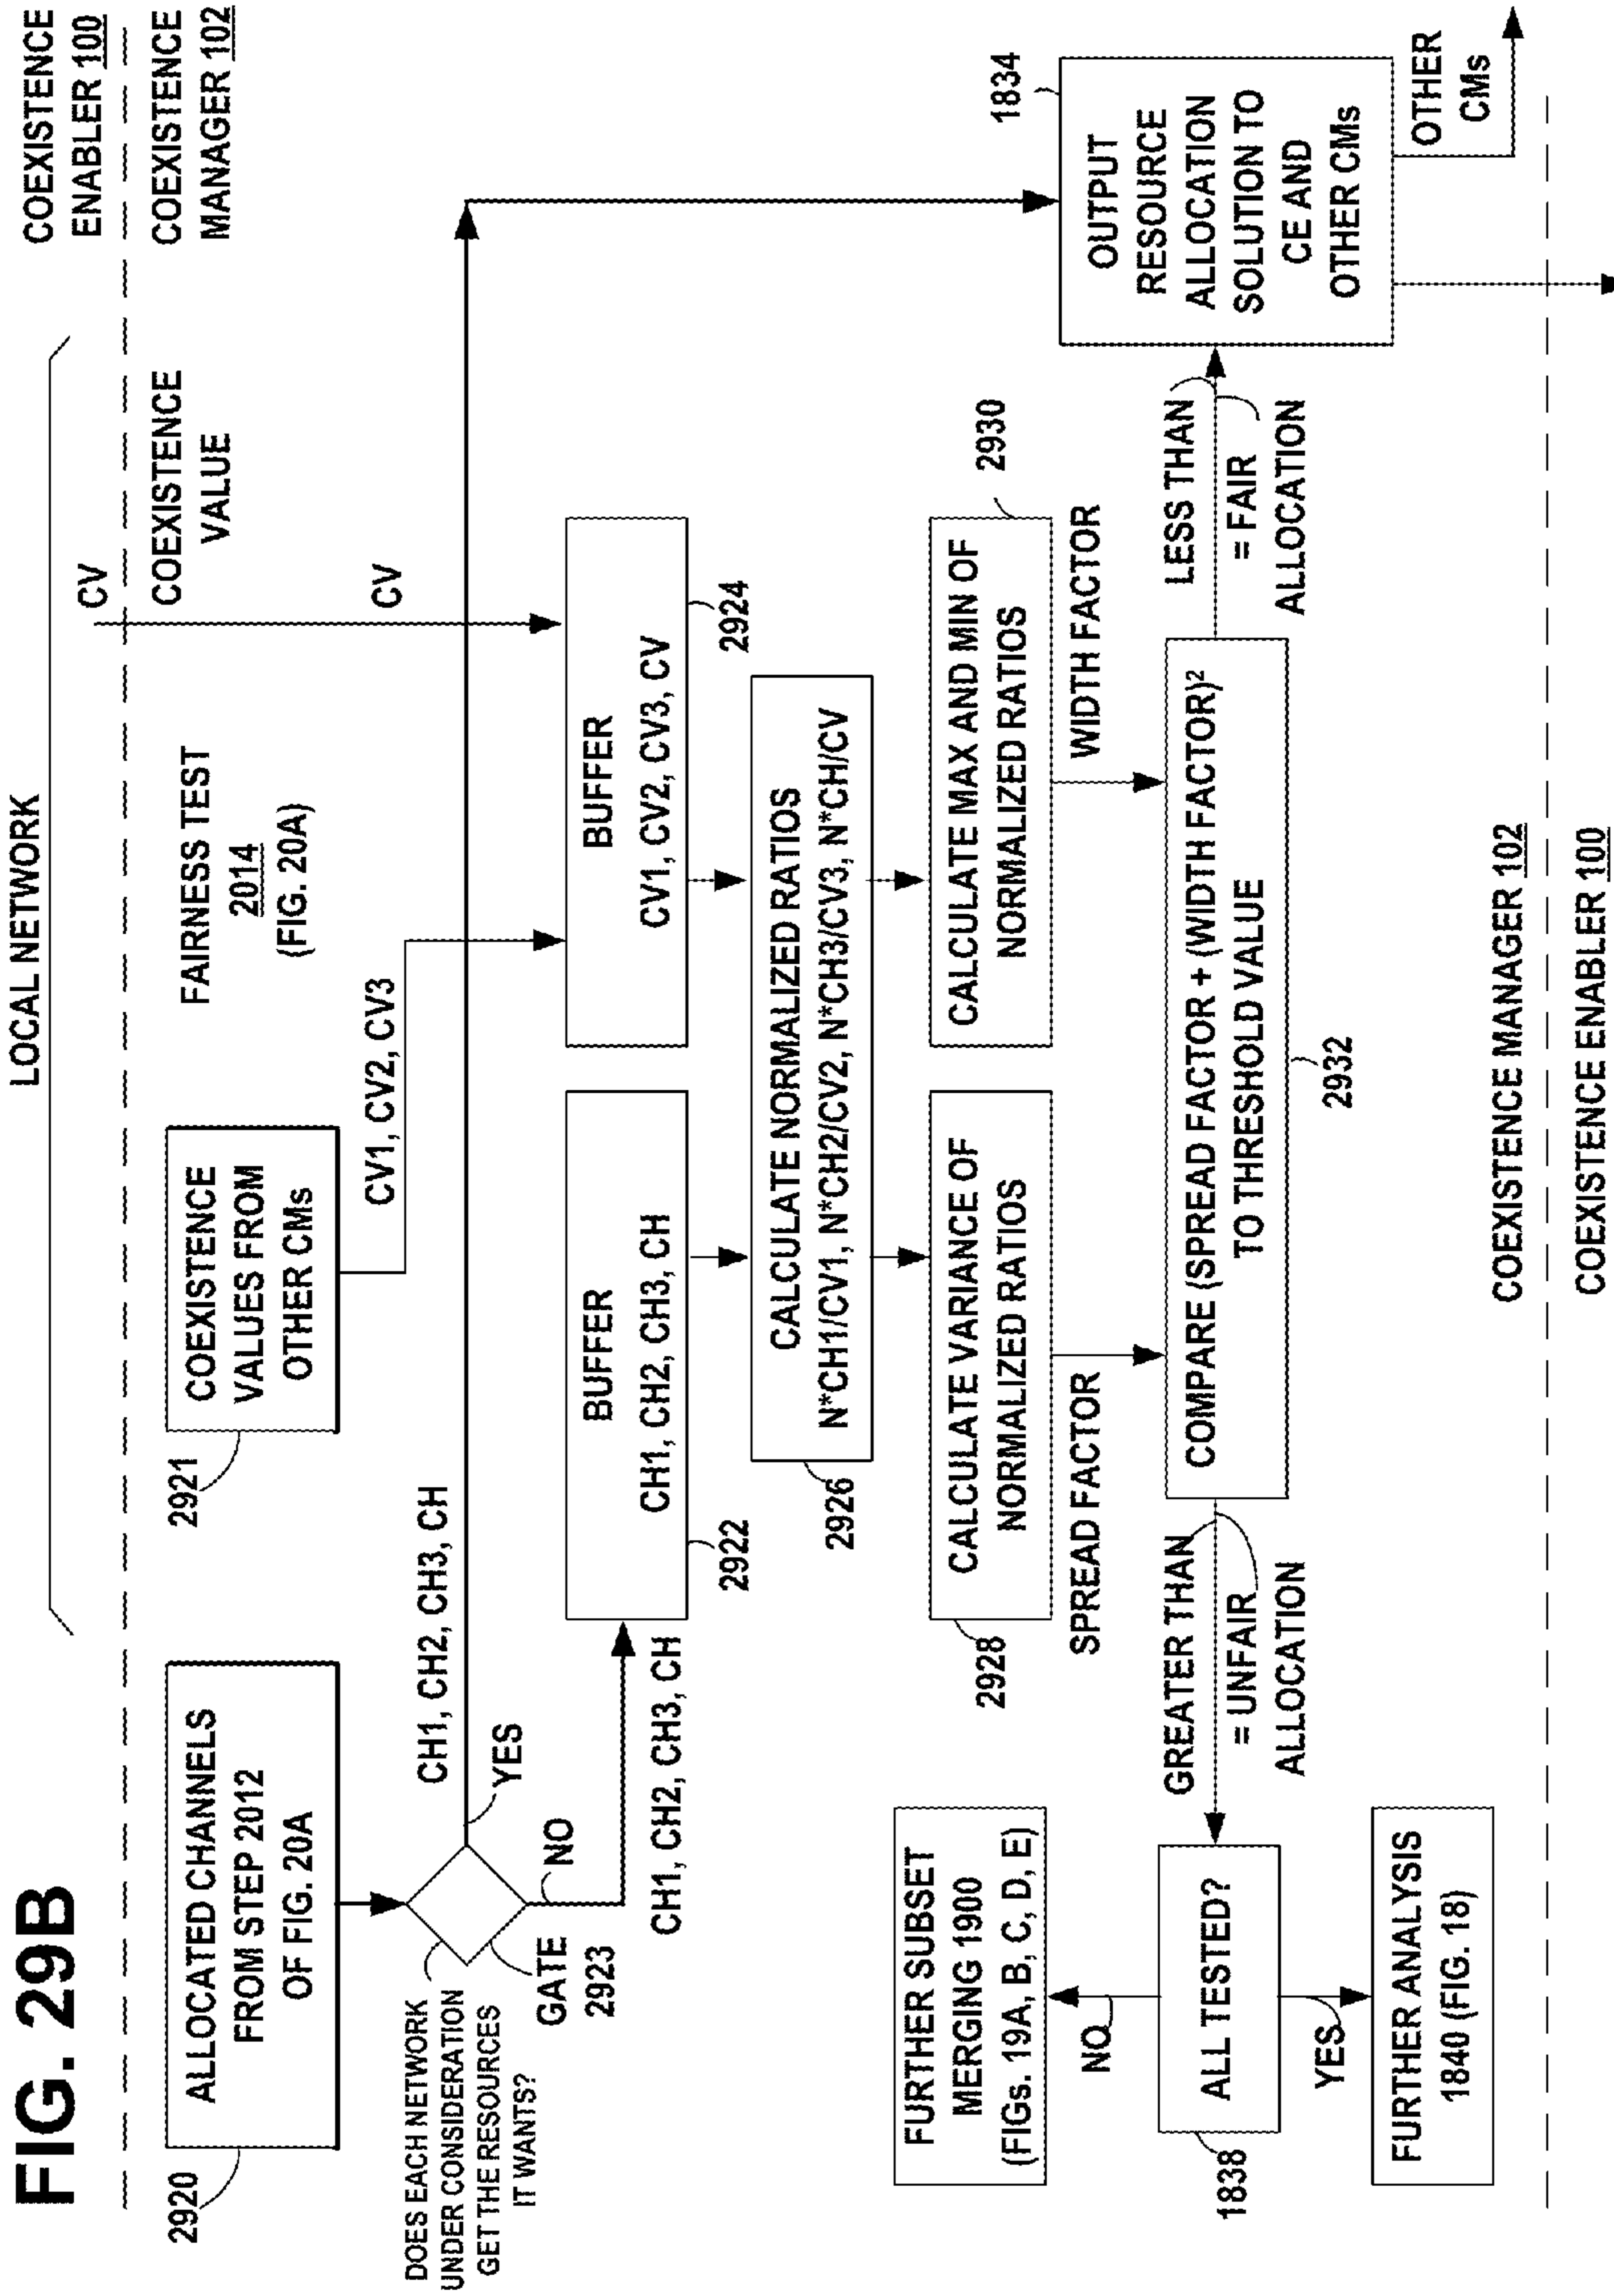 FIG. 29B
LOCAL NETWORK
COEXISTENCE
ENABLER 100
COEXISTENCE
MANAGER 102
CV
COEXISTENCE
VALUE
CV
FAIRNESS TEST
2014
(FIG. 20A)
2920
ALLOCATED CHANNELS
FROM STEP 2012
OF FIG. 20A
2921
COEXISTENCE
VALUES FROM
OTHER CMs
CV1, CV2, CV3
DOES EACH NETWORK
UNDER CONSIDERATION
GET THE RESOURCES
IT WANTS?
CH1, CH2, CH3, CH
YES
NO
GATE
2923
CH1, CH2, CH3, CH
BUFFER
CH1, CH2, CH3, CH
2922
BUFFER
CV1, CV2, CV3, CV
2924
CALCULATE NORMALIZED RATIOS
N*CH1/CV1, N*CH2/CV2, N*CH3/CV3, N*CH/CV
2926
CALCULATE VARIANCE OF
NORMALIZED RATIOS
2928
SPREAD FACTOR
CALCULATE MAX AND MIN OF
NORMALIZED RATIOS
2930
WIDTH FACTOR
COMPARE (SPREAD FACTOR + (WIDTH FACTOR)²
TO THRESHOLD VALUE
2932
GREATER THAN
= UNFAIR
ALLOCATION
LESS THAN
= FAIR
ALLOCATION
1834
OUTPUT
RESOURCE
ALLOCATION
SOLUTION TO
CE AND
OTHER CMs
OTHER
CMs
FURTHER SUBSET
MERGING 1900
(FIGs. 19A, B, C, D, E)
NO
ALL TESTED?
1838
YES
FURTHER ANALYSIS
1840 (FIG. 18)
COEXISTENCE MANAGER 102
COEXISTENCE ENABLER 100